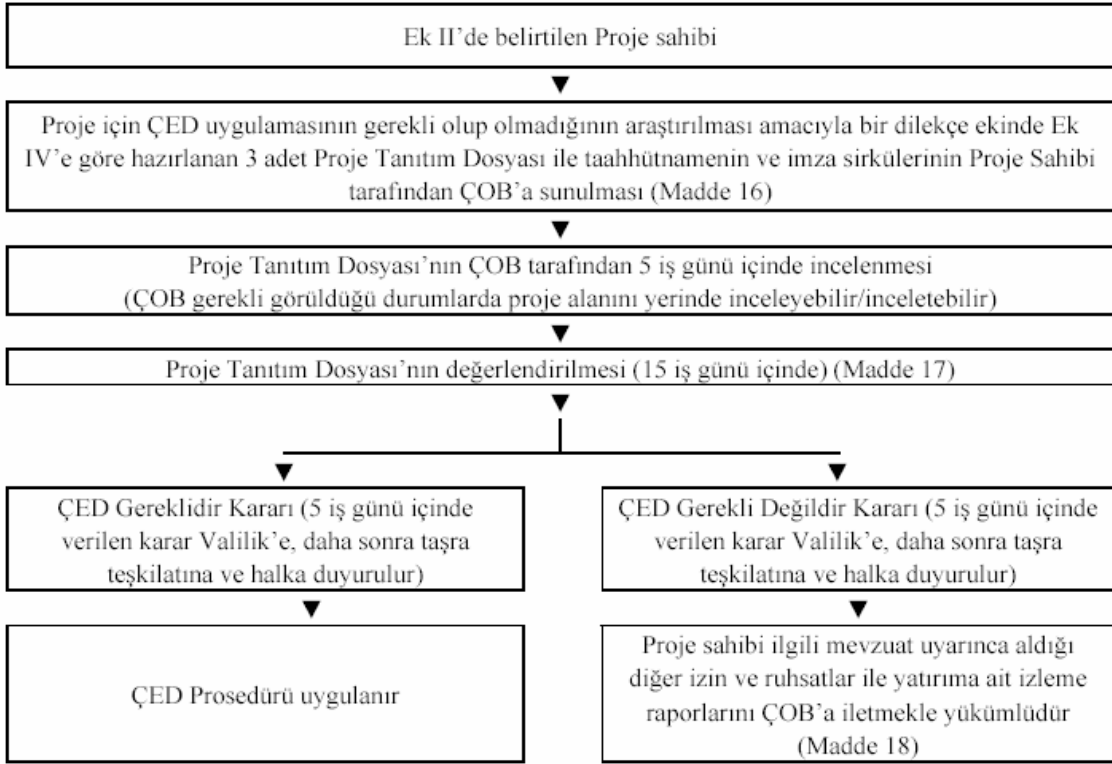 Ek II’de belirtilen Proje sahibi
Proje için ÇED uygulamasının gerekli olup olmadığının araştırılması amacıyla bir dilekçe ekinde Ek
IV’e göre hazırlanan 3 adet Proje Tanıtım Dosyası ile taahhütnamenin ve imza sirkülerinin Proje Sahibi
tarafından ÇOB’a sunulması (Madde 16)
Proje Tanıtım Dosyası’nın ÇOB tarafından 5 iş günü içinde incelenmesi
(ÇOB gerekli görüldüğü durumlarda proje alanını yerinde inceleyebilir/inceletebilir)
Proje Tanıtım Dosyası’nın değerlendirilmesi (15 iş günü içinde) (Madde 17)
ÇED Gereklidir Kararı (5 iş günü içinde
verilen karar Valilik’e, daha sonra taşra
teşkilatına ve halka duyurulur)
ÇED Gerekli Değildir Kararı (5 iş günü içinde
verilen karar Valilik’e, daha sonra taşra
teşkilatına ve halka duyurulur)
ÇED Prosedürü uygulanır
Proje sahibi ilgili mevzuat uyarınca aldığı
diğer izin ve ruhsatlar ile yatırıma ait izleme
raporlarını ÇOB’a iletmekle yükümlüdür
(Madde 18)